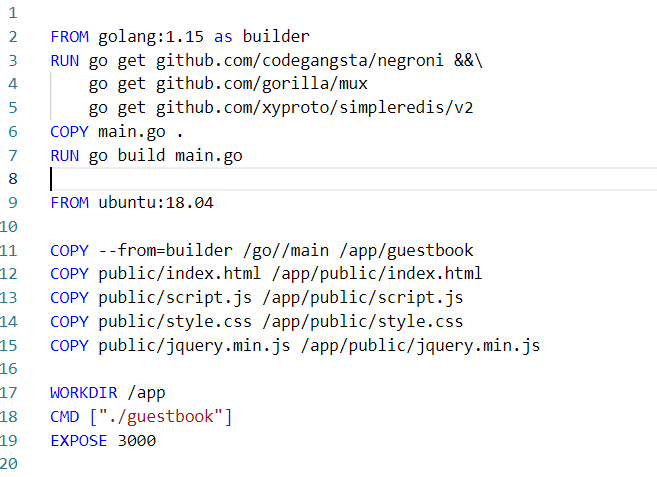 1
2 FROM golang:1.15 as builder
3 RUN go get github.com/codegangsta/negroni &&\
4     go get github.com/gorilla/mux
5     go get github.com/xyproto/simpleredis/v2
6 COPY main.go .
7 RUN go build main.go
8
9 FROM ubuntu:18.04
10
11 COPY --from=builder /go//main /app/guestbook
12 COPY public/index.html /app/public/index.html
13 COPY public/script.js /app/public/script.js
14 COPY public/style.css /app/public/style.css
15 COPY public/jquery.min.js /app/public/jquery.min.js
16
17 WORKDIR /app
18 CMD ["./guestbook"]
19 EXPOSE 3000
20